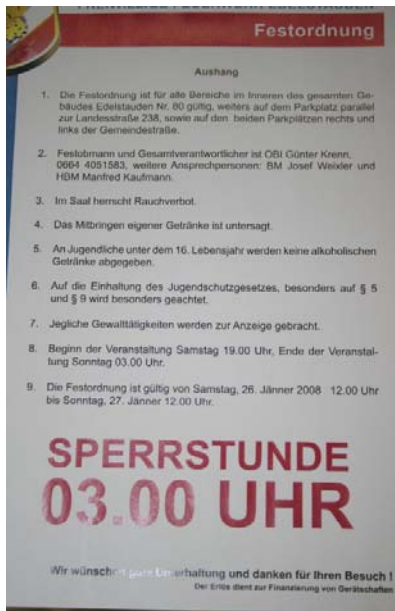 FREIWILLIGE FEUERWEHR EDELSTAUDEN
Festordnung
Aushang
1. Die Festordnung ist für alle Bereiche im Inneren des gesamten Ge-
bäudes Edelstauden Nr. 80 gültig, weiters auf dem Parkplatz parallel
zur Landesstraße 238, sowie auf den beiden Parkplätzen rechts und
links der Gemeindestraße.
2. Festobmann und Gesamtverantwortlicher ist OBI Günter Krenn,
0664 4051583, weitere Ansprechpersonen: BM Josef Weixler und
HBM Manfred Kaufmann.
3. Im Saal herrscht Rauchverbot.
4. Das Mitbringen eigener Getränke ist untersagt.
5. An Jugendliche unter dem 16. Lebensjahr werden keine alkoholischen
Getränke abgegeben.
6. Auf die Einhaltung des Jugendschutzgesetzes, besonders auf § 5
und § 9 wird besonders geachtet.
7. Jegliche Gewalttätigkeiten werden zur Anzeige gebracht.
8. Beginn der Veranstaltung Samstag 19.00 Uhr, Ende der Veranstal-
tung Sonntag 03.00 Uhr.
9. Die Festordnung ist gültig von Samstag, 26. Jänner 2008 12.00 Uhr
bis Sonntag, 27. Jänner 12.00 Uhr.
SPERRSTUNDE
03.00 UHR
Wir wünschen gute Unterhaltung und danken für Ihren Besuch !
Der Erlös dient zur Finanzierung von Gerätschaften